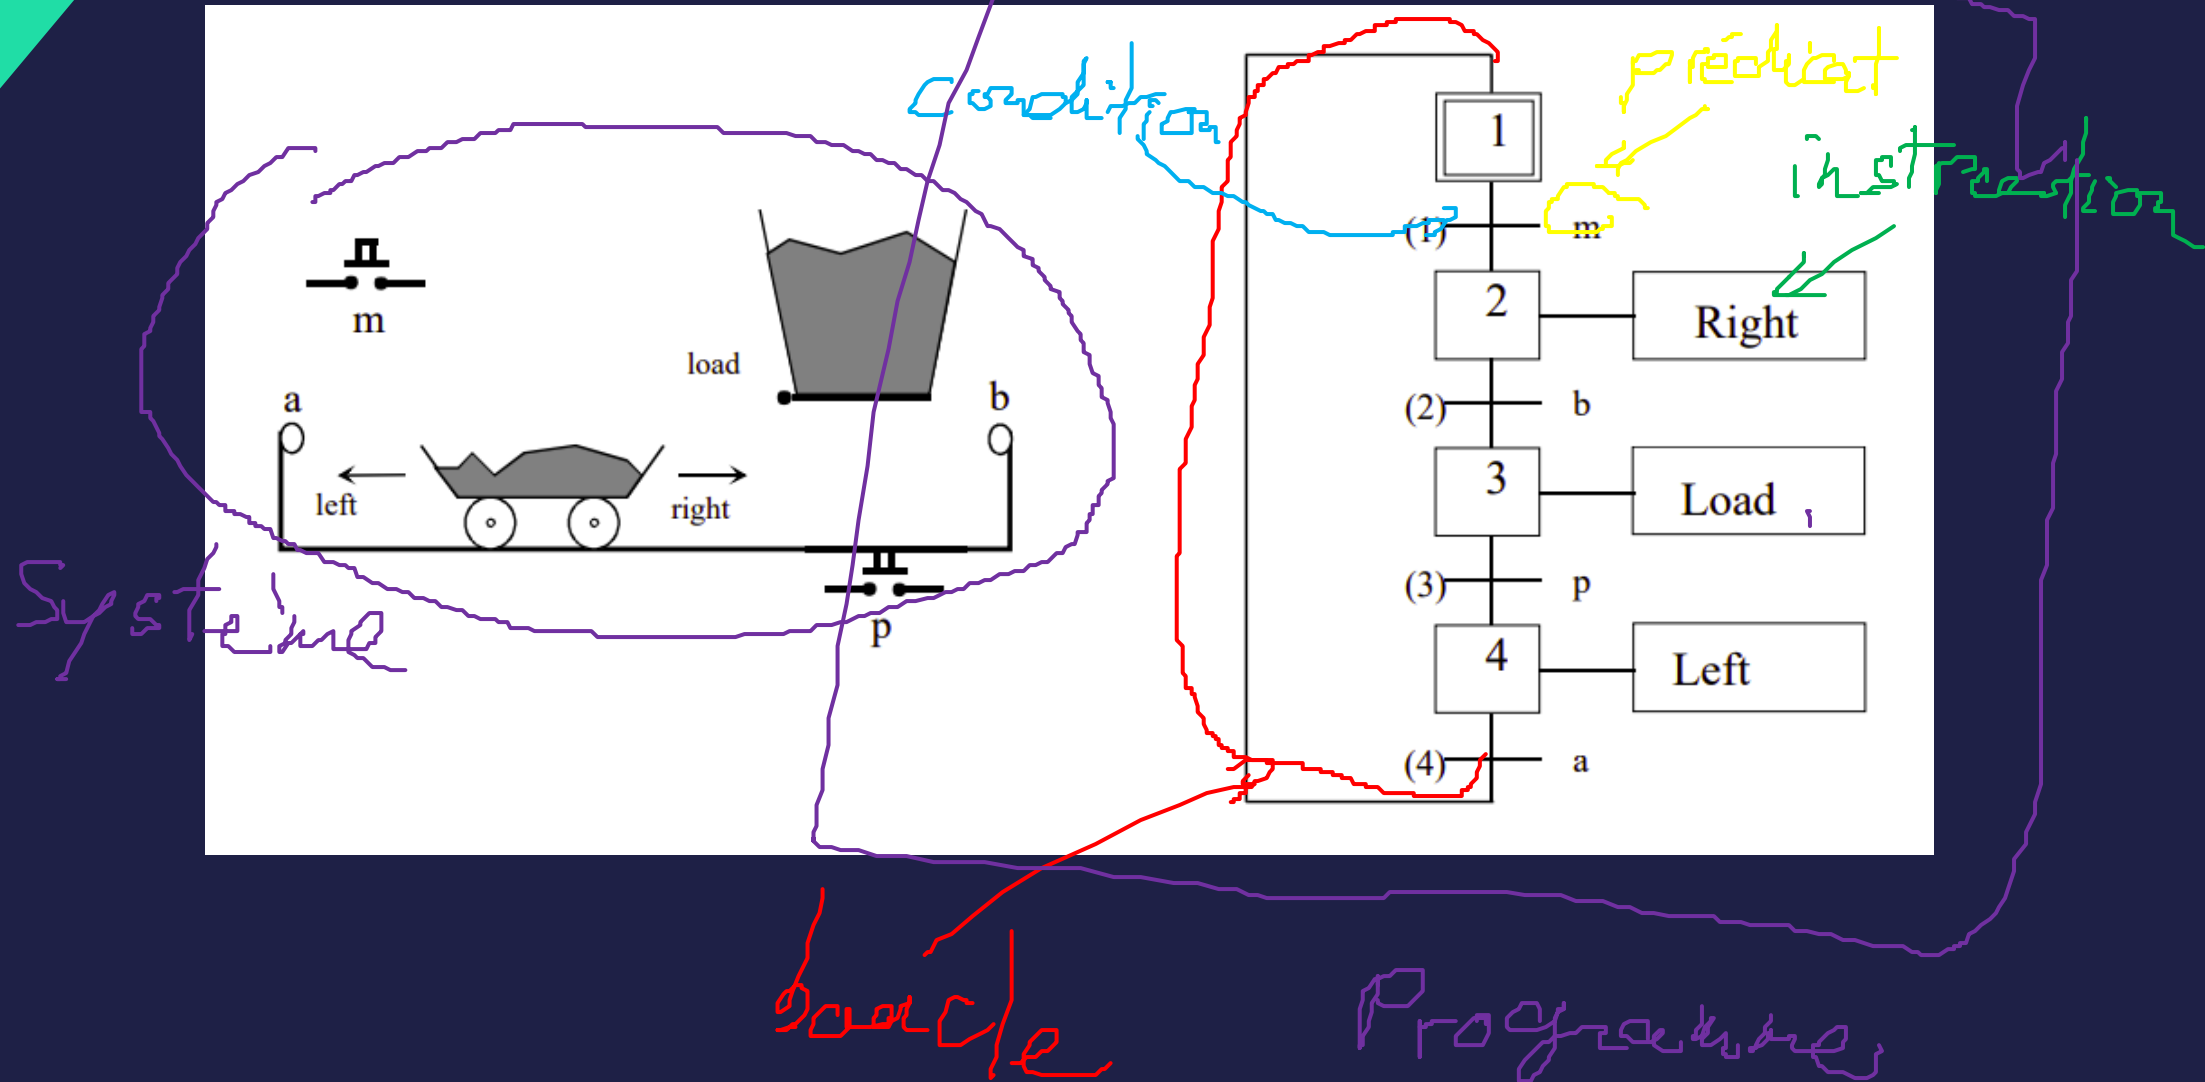 condition
prédicat
instruction
1
(1) m
2 Right
(2) b
3 Load
(3) p
4 Left
(4) a
m
load
a
b
left
right
p
Système
boucle
Programme